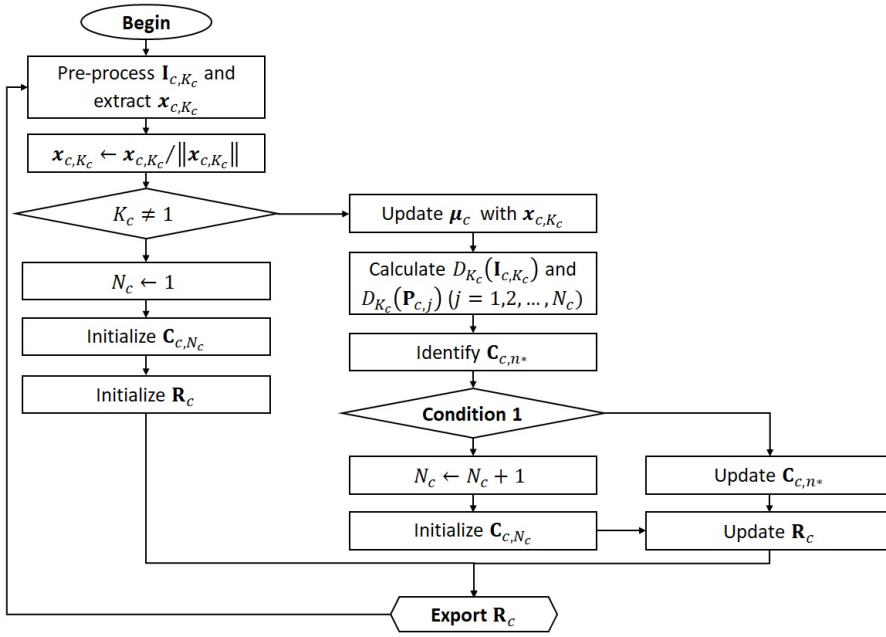 Begin
Pre-process 𝐈_{c,K_c} and
extract 𝒙_{c,K_c}
𝒙_{c,K_c} ← 𝒙_{c,K_c}/‖𝒙_{c,K_c}‖
K_c ≠ 1
N_c ← 1
Initialize 𝐂_{c,N_c}
Initialize 𝐑_c
Update 𝝁_c with 𝒙_{c,K_c}
Calculate D_{K_c}(𝐈_{c,K_c}) and
D_{K_c}(𝐏_{c,j}) (j = 1,2, … , N_c)
Identify 𝐂_{c,n*}
Condition 1
N_c ← N_c + 1
Initialize 𝐂_{c,N_c}
Update 𝐂_{c,n*}
Update 𝐑_c
Export 𝐑_c